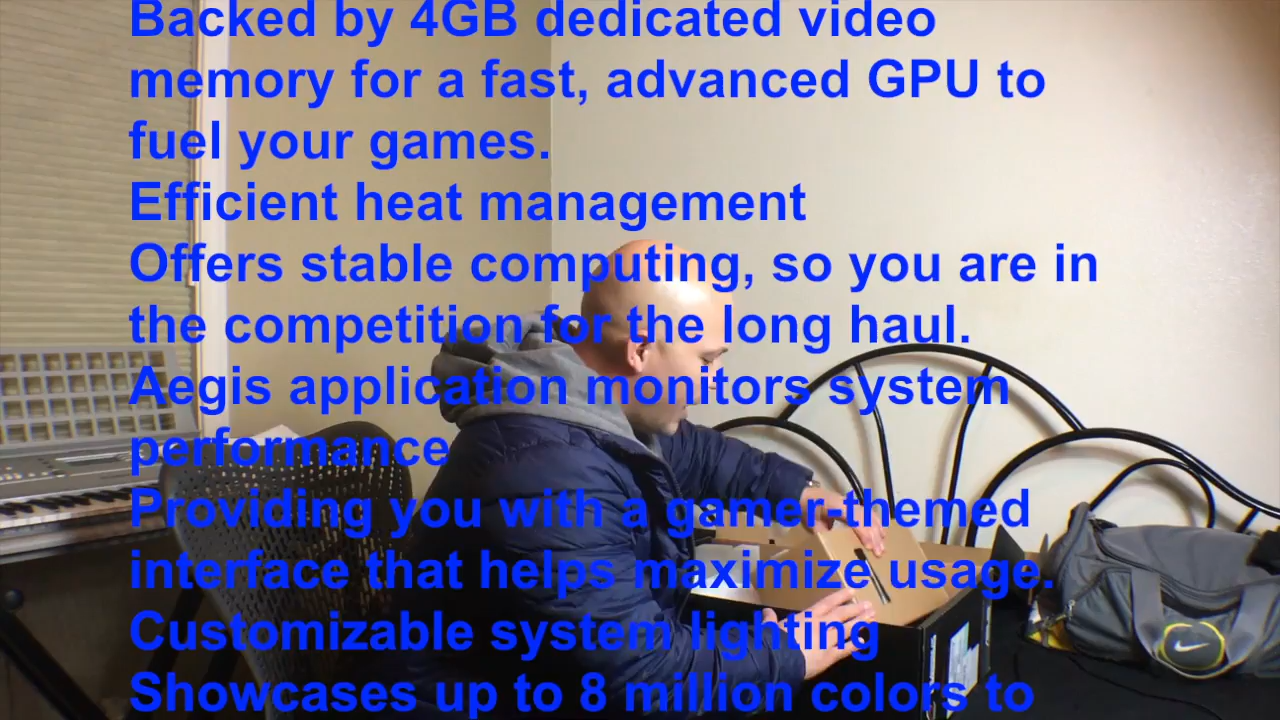 Backed by 4GB dedicated video
memory for a fast, advanced GPU to
fuel your games.
Efficient heat management
Offers stable computing, so you are in
the competition for the long haul.
Aegis application monitors system
performance
Providing you with a gamer-themed
interface that helps maximize usage.
Customizable system lighting
Showcases up to 8 million colors to